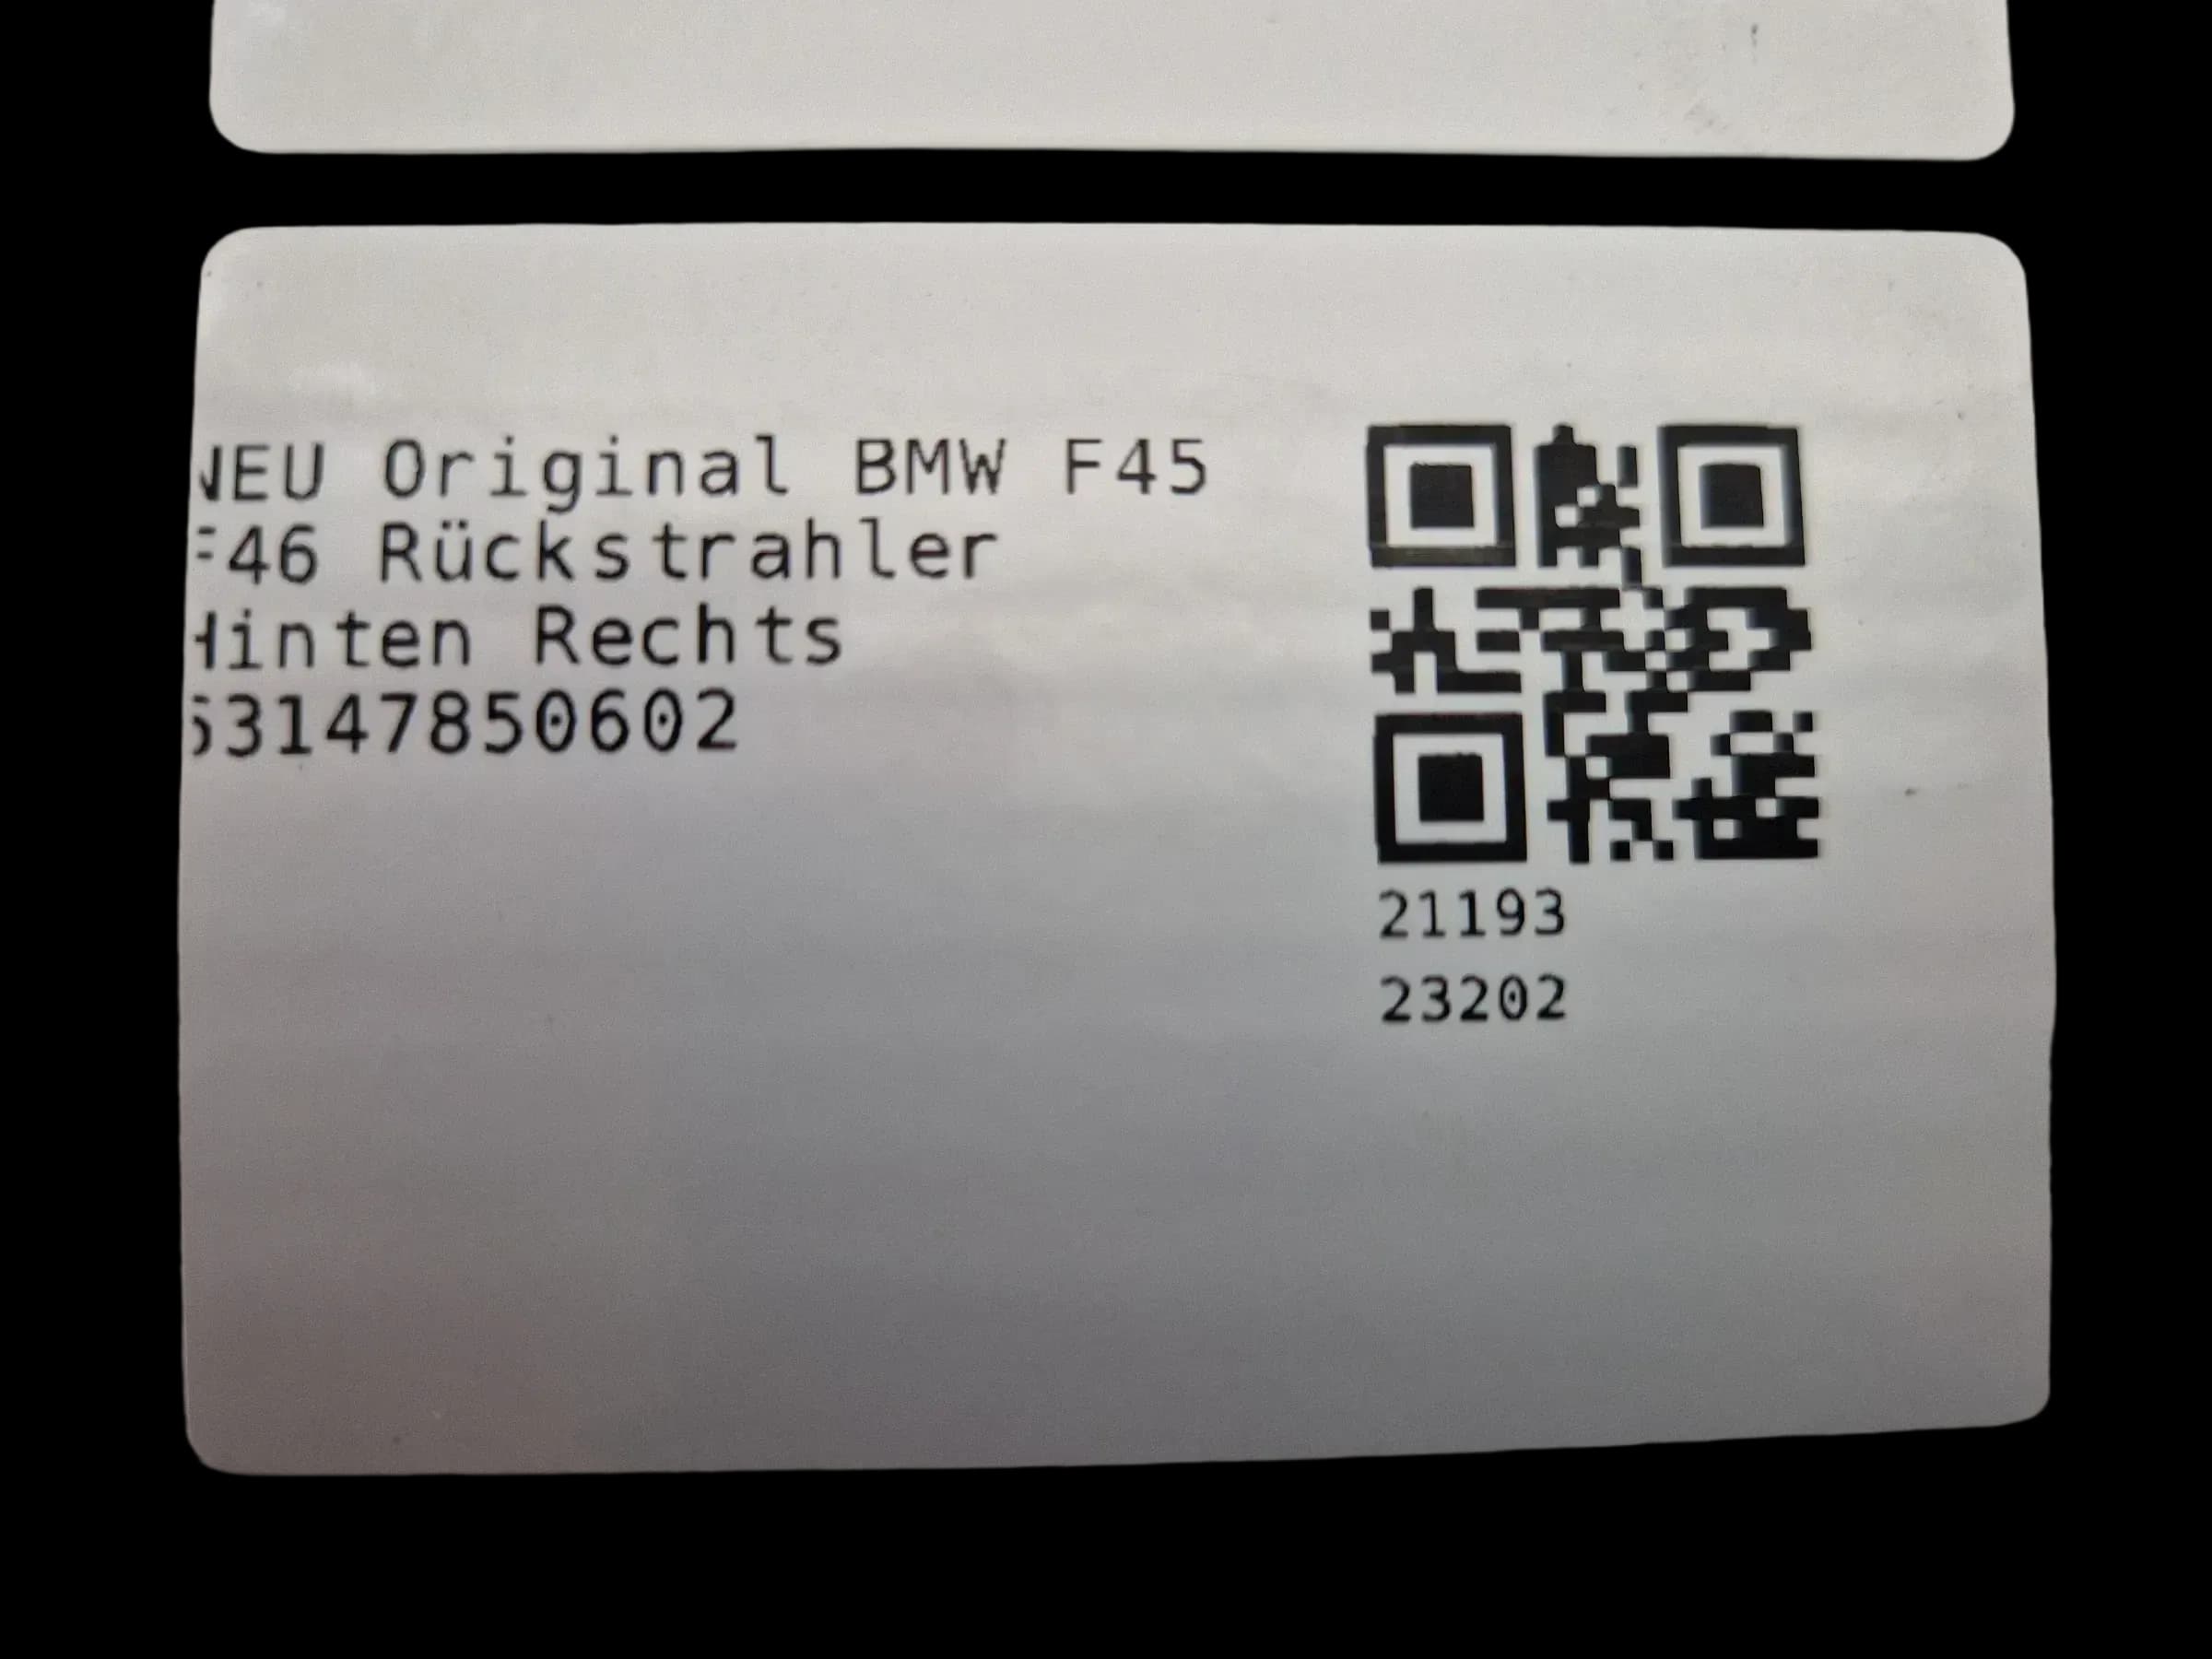 NEU Original BMW F45
F46 Rückstrahler
Hinten Rechts
63147850602
21193
23202